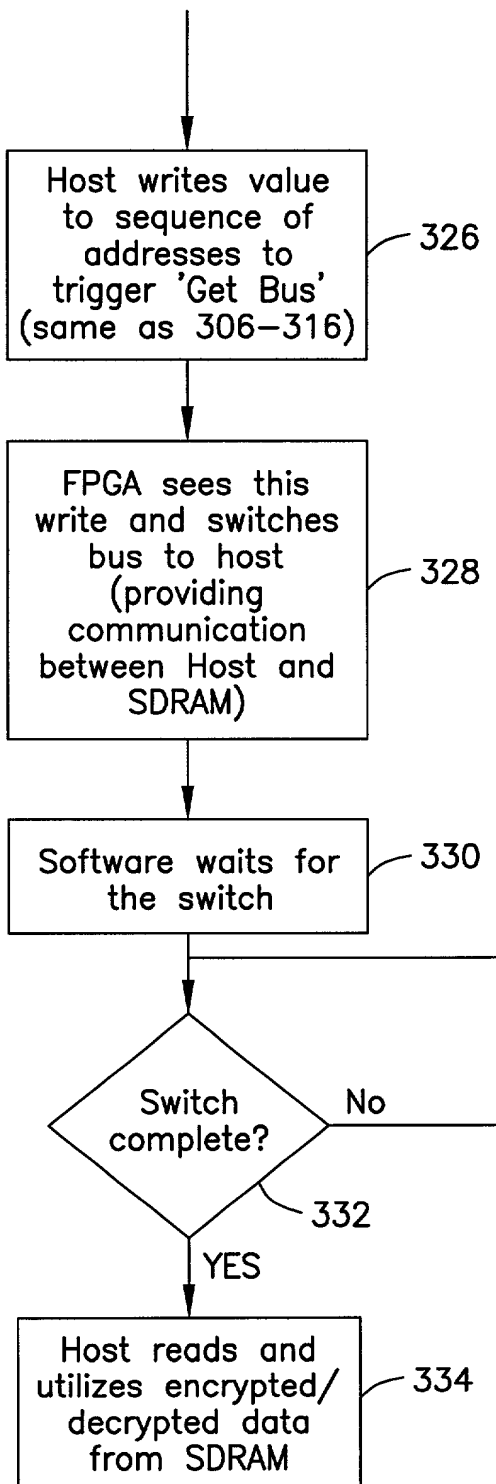 Host writes value
to sequence of
addresses to
trigger 'Get Bus'
(same as 306–316)
326
FPGA sees this
write and switches
bus to host
(providing
communication
between Host and
SDRAM)
328
Software waits for
the switch
330
Switch
complete?
No
332
YES
Host reads and
utilizes encrypted/
decrypted data
from SDRAM
334